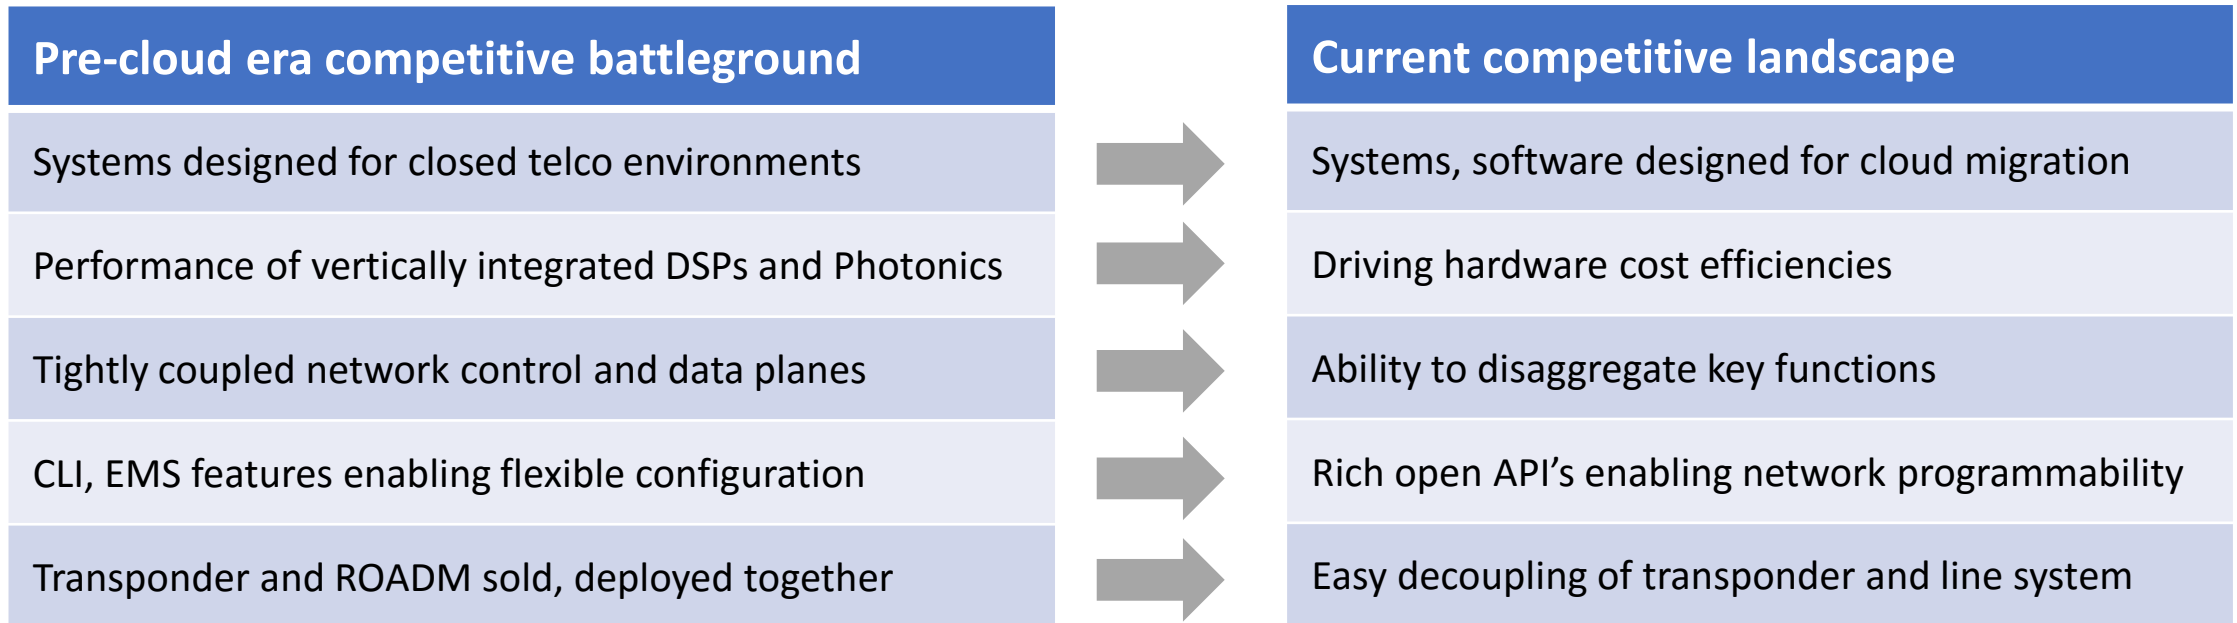 Pre-cloud era competitive battleground
Current competitive landscape
Systems designed for closed telco environments
Systems, software designed for cloud migration
Performance of vertically integrated DSPs and Photonics
Driving hardware cost efficiencies
Tightly coupled network control and data planes
Ability to disaggregate key functions
CLI, EMS features enabling flexible configuration
Rich open API’s enabling network programmability
Transponder and ROADM sold, deployed together
Easy decoupling of transponder and line system